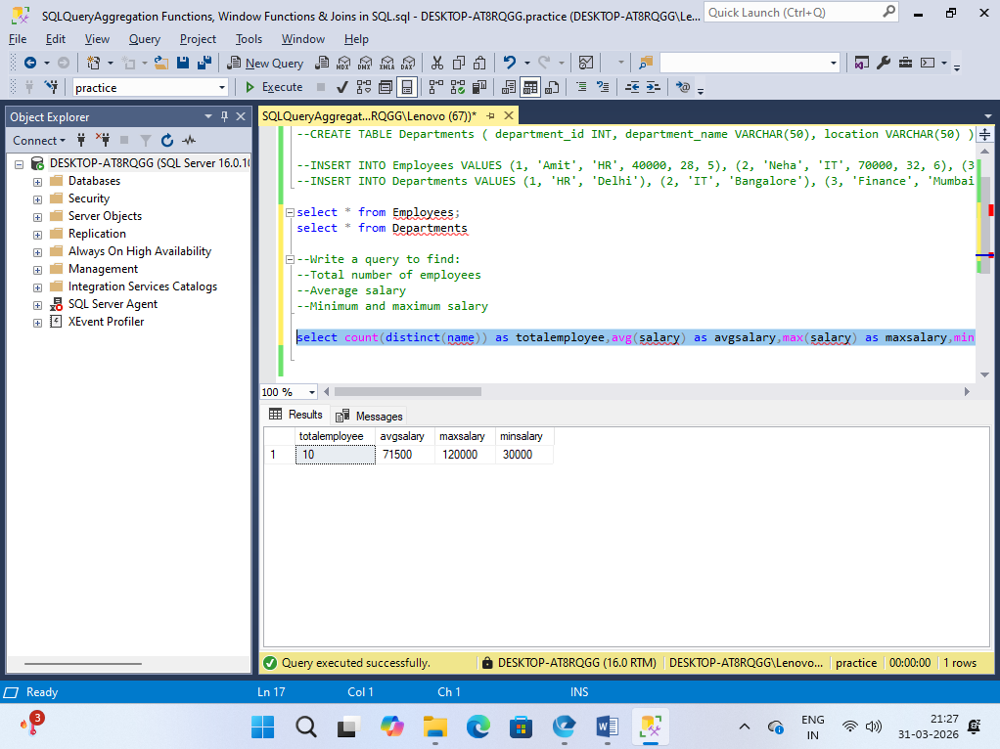 SQLQueryAggregation Functions, Window Functions & Joins in SQL.sql - DESKTOP-AT8RQGG.practice (DESKTOP-AT8RQGG\Le...
Quick Launch (Ctrl+Q)
File Edit View Query Project Tools Window Help
New Query MDX DMX XMLA DAX
practice Execute
Object Explorer
Connect
DESKTOP-AT8RQGG (SQL Server 16.0.10
Databases
Security
Server Objects
Replication
Always On High Availability
Management
Integration Services Catalogs
SQL Server Agent
XEvent Profiler
SQLQueryAggregat...RQGG\Lenovo (67))*
--CREATE TABLE Departments ( department_id INT, department_name VARCHAR(50), location VARCHAR(50) )
--INSERT INTO Employees VALUES (1, 'Amit', 'HR', 40000, 28, 5), (2, 'Neha', 'IT', 70000, 32, 6), (3
--INSERT INTO Departments VALUES (1, 'HR', 'Delhi'), (2, 'IT', 'Bangalore'), (3, 'Finance', 'Mumbai
select * from Employees;
select * from Departments
--Write a query to find:
--Total number of employees
--Average salary
--Minimum and maximum salary
select count(distinct(name)) as totalemployee,avg(salary) as avgsalary,max(salary) as maxsalary,min
100 %
Results Messages
totalemployee avgsalary maxsalary minsalary
1 10 71500 120000 30000
Query executed successfully. DESKTOP-AT8RQGG (16.0 RTM) DESKTOP-AT8RQGG\Lenovo... practice 00:00:00 1 rows
Ready Ln 17 Col 1 Ch 1 INS
3
ENG
IN
21:27
31-03-2026